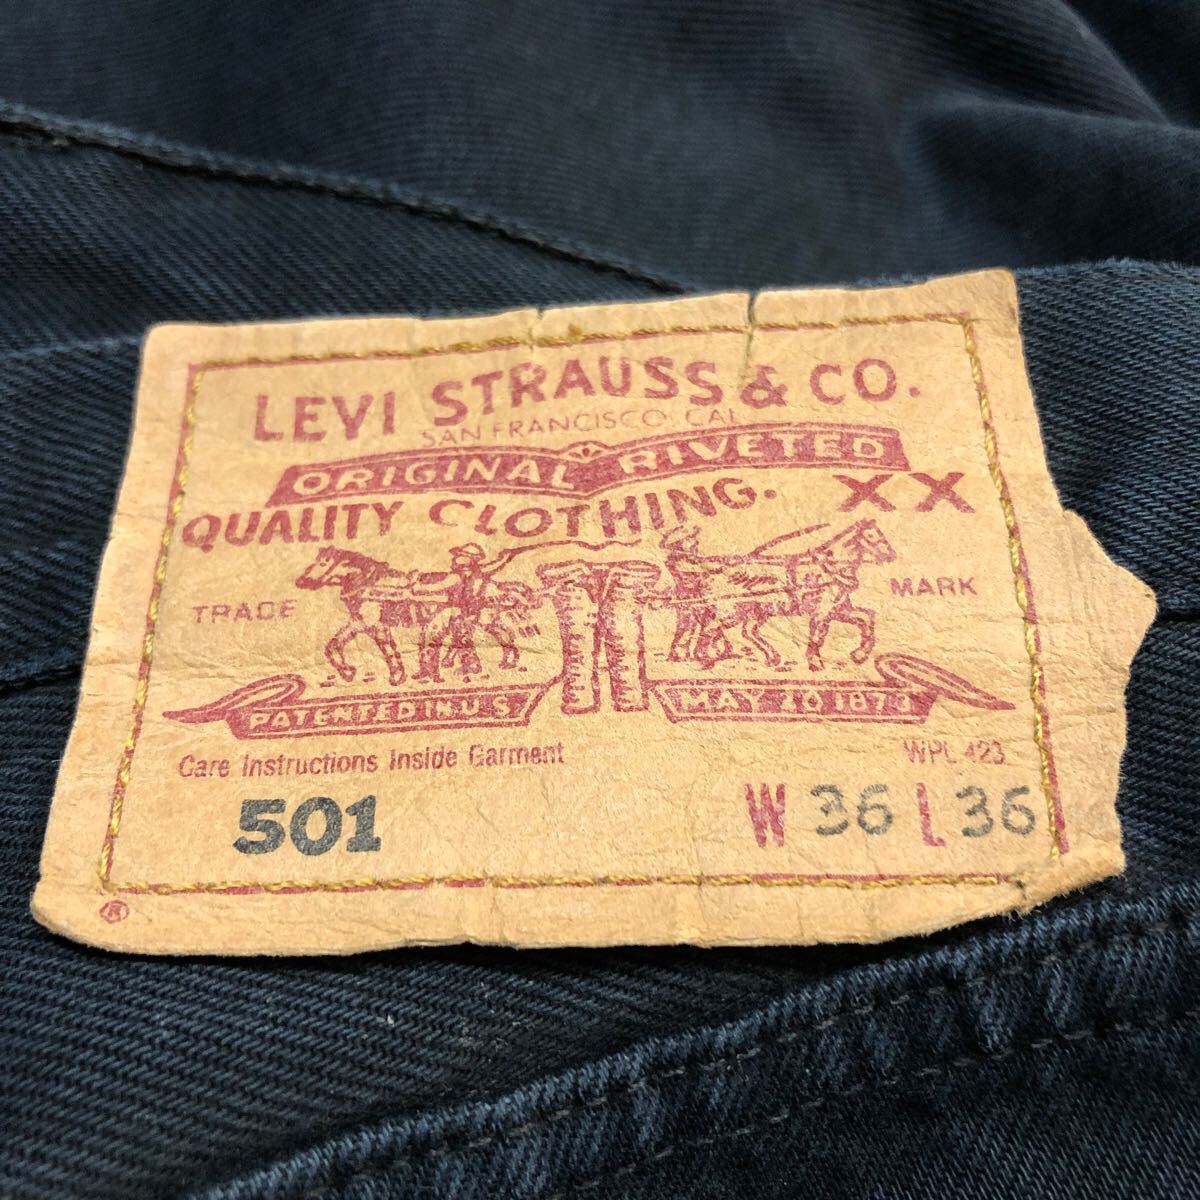 LEVI STRAUSS & CO.
SAN FRANCISCO CAL
ORIGINAL RIVETED
QUALITY CLOTHING. XX
TRADE MARK
PATENTED IN U.S. MAY 20 1873
Care Instructions Inside Garment WPL 423
501 W 36 L 36
®